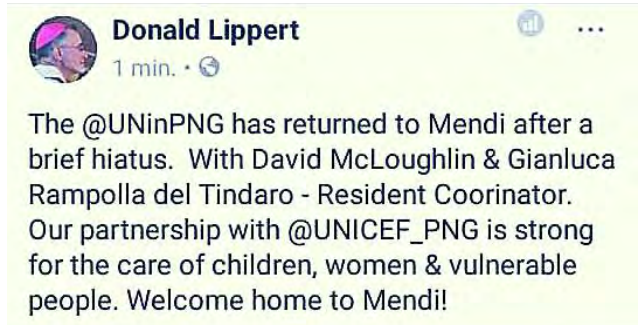 Donald Lippert
1 min.
The @UNinPNG has returned to Mendi after a
brief hiatus. With David McLoughlin & Gianluca
Rampolla del Tindaro - Resident Coorinator.
Our partnership with @UNICEF_PNG is strong
for the care of children, women & vulnerable
people. Welcome home to Mendi!